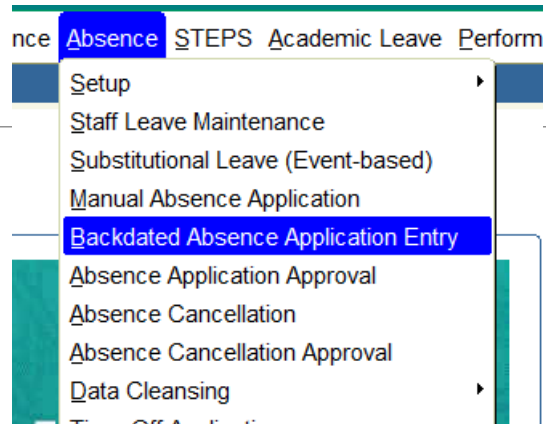 nce Absence STEPS Academic Leave Perform
Setup
Staff Leave Maintenance
Substitutional Leave (Event-based)
Manual Absence Application
Backdated Absence Application Entry
Absence Application Approval
Absence Cancellation
Absence Cancellation Approval
Data Cleansing